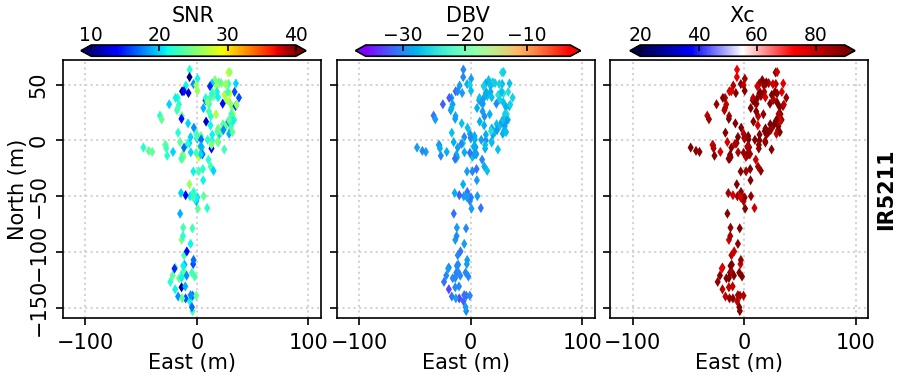 SNR DBV Xc
10 20 30 40 −30 −20 −10 20 40 60 80
North (m)
50
0
−50
−100
−150
IR5211
−100 0 100 −100 0 100 −100 0 100
East (m) East (m) East (m)